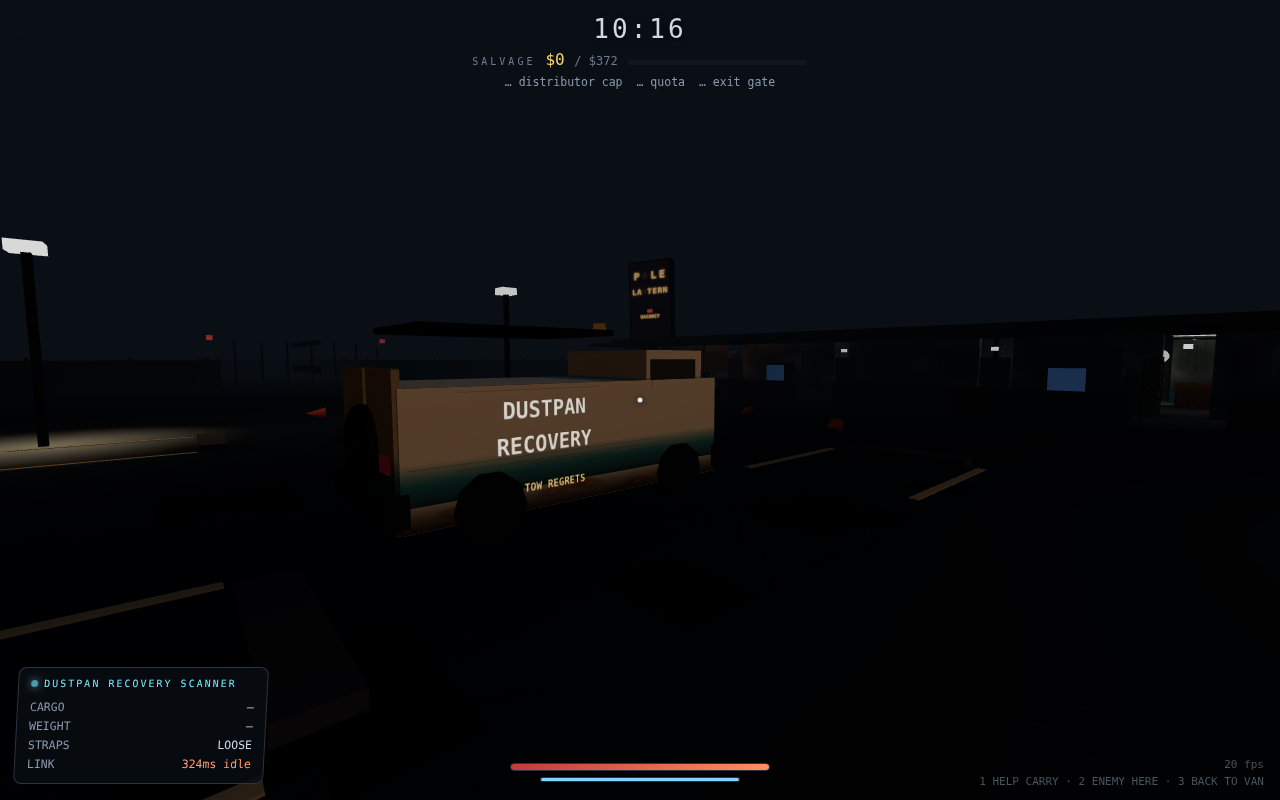 10:16
SALVAGE $0 / $372
… distributor cap … quota … exit gate
P LE
LA TERN
VACANCY
DUSTPAN
RECOVERY
TOW REGRETS
DUSTPAN RECOVERY SCANNER
CARGO —
WEIGHT —
STRAPS LOOSE
LINK 324ms idle
20 fps
1 HELP CARRY · 2 ENEMY HERE · 3 BACK TO VAN